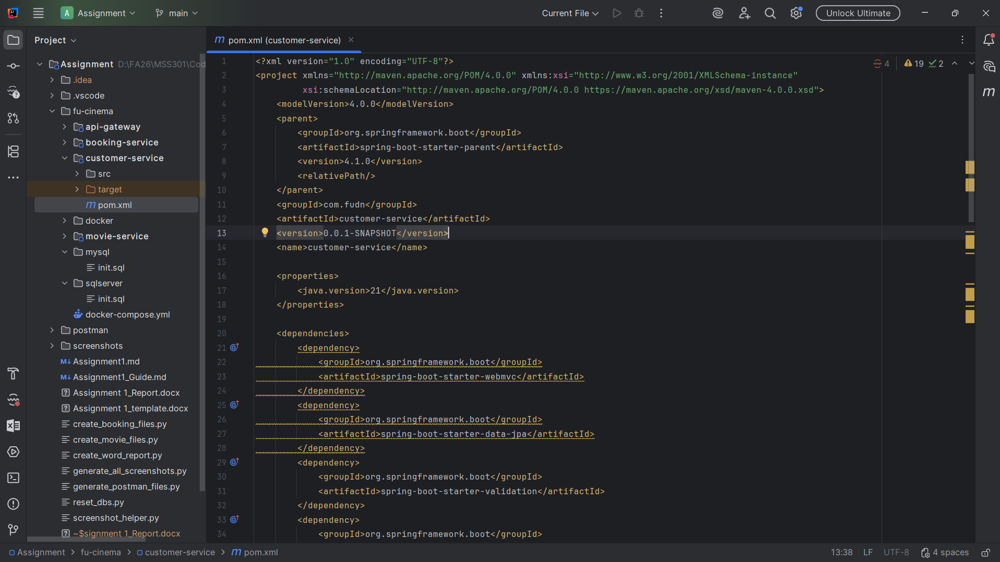 A Assignment main Current File Unlock Ultimate
Project
pom.xml (customer-service)
Assignment D:\FA26\MSS301\Cod
.idea
.vscode
fu-cinema
api-gateway
booking-service
customer-service
src
target
pom.xml
docker
movie-service
mysql
init.sql
sqlserver
init.sql
docker-compose.yml
postman
screenshots
Assignment1.md
Assignment1_Guide.md
Assignment 1_Report.docx
Assignment 1_template.docx
create_booking_files.py
create_movie_files.py
create_word_report.py
generate_all_screenshots.py
generate_postman_files.py
reset_dbs.py
screenshot_helper.py
~$signment 1_Report.docx
4 19 2
1 <?xml version="1.0" encoding="UTF-8"?>
2 <project xmlns="http://maven.apache.org/POM/4.0.0" xmlns:xsi="http://www.w3.org/2001/XMLSchema-instance"
3 xsi:schemaLocation="http://maven.apache.org/POM/4.0.0 https://maven.apache.org/xsd/maven-4.0.0.xsd">
4 <modelVersion>4.0.0</modelVersion>
5 <parent>
6 <groupId>org.springframework.boot</groupId>
7 <artifactId>spring-boot-starter-parent</artifactId>
8 <version>4.1.0</version>
9 <relativePath/>
10 </parent>
11 <groupId>com.fudn</groupId>
12 <artifactId>customer-service</artifactId>
13 <version>0.0.1-SNAPSHOT</version>
14 <name>customer-service</name>
15
16 <properties>
17 <java.version>21</java.version>
18 </properties>
19
20 <dependencies>
21 <dependency>
22 <groupId>org.springframework.boot</groupId>
23 <artifactId>spring-boot-starter-webmvc</artifactId>
24 </dependency>
25 <dependency>
26 <groupId>org.springframework.boot</groupId>
27 <artifactId>spring-boot-starter-data-jpa</artifactId>
28 </dependency>
29 <dependency>
30 <groupId>org.springframework.boot</groupId>
31 <artifactId>spring-boot-starter-validation</artifactId>
32 </dependency>
33 <dependency>
34 <groupId>org.springframework.boot</groupId>
Assignment > fu-cinema > customer-service > pom.xml 13:38 LF UTF-8 4 spaces